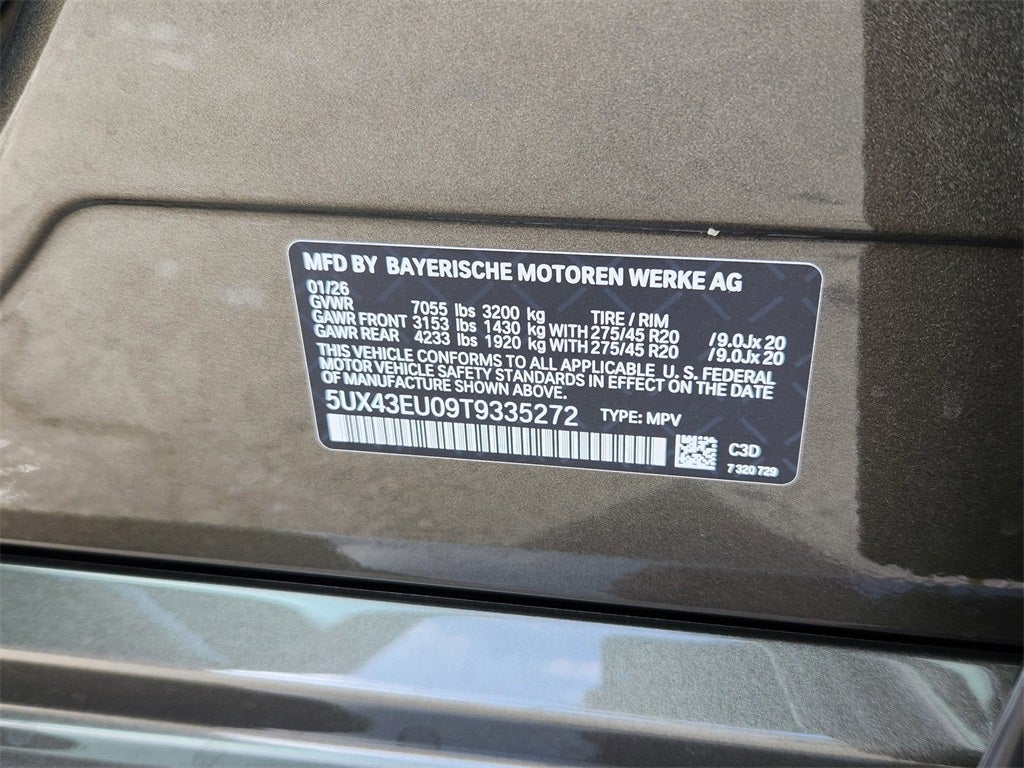 MFD BY BAYERISCHE MOTOREN WERKE AG
01/26
GVWR 7055 lbs 3200 kg TIRE / RIM
GAWR FRONT 3153 lbs 1430 kg WITH 275/45 R20 /9.0Jx 20
GAWR REAR 4233 lbs 1920 kg WITH 275/45 R20 /9.0Jx 20
THIS VEHICLE CONFORMS TO ALL APPLICABLE U. S. FEDERAL
MOTOR VEHICLE SAFETY STANDARDS IN EFFECT ON THE DATE
OF MANUFACTURE SHOWN ABOVE.
5UX43EU09T9335272 TYPE: MPV
C3D
7 320 729